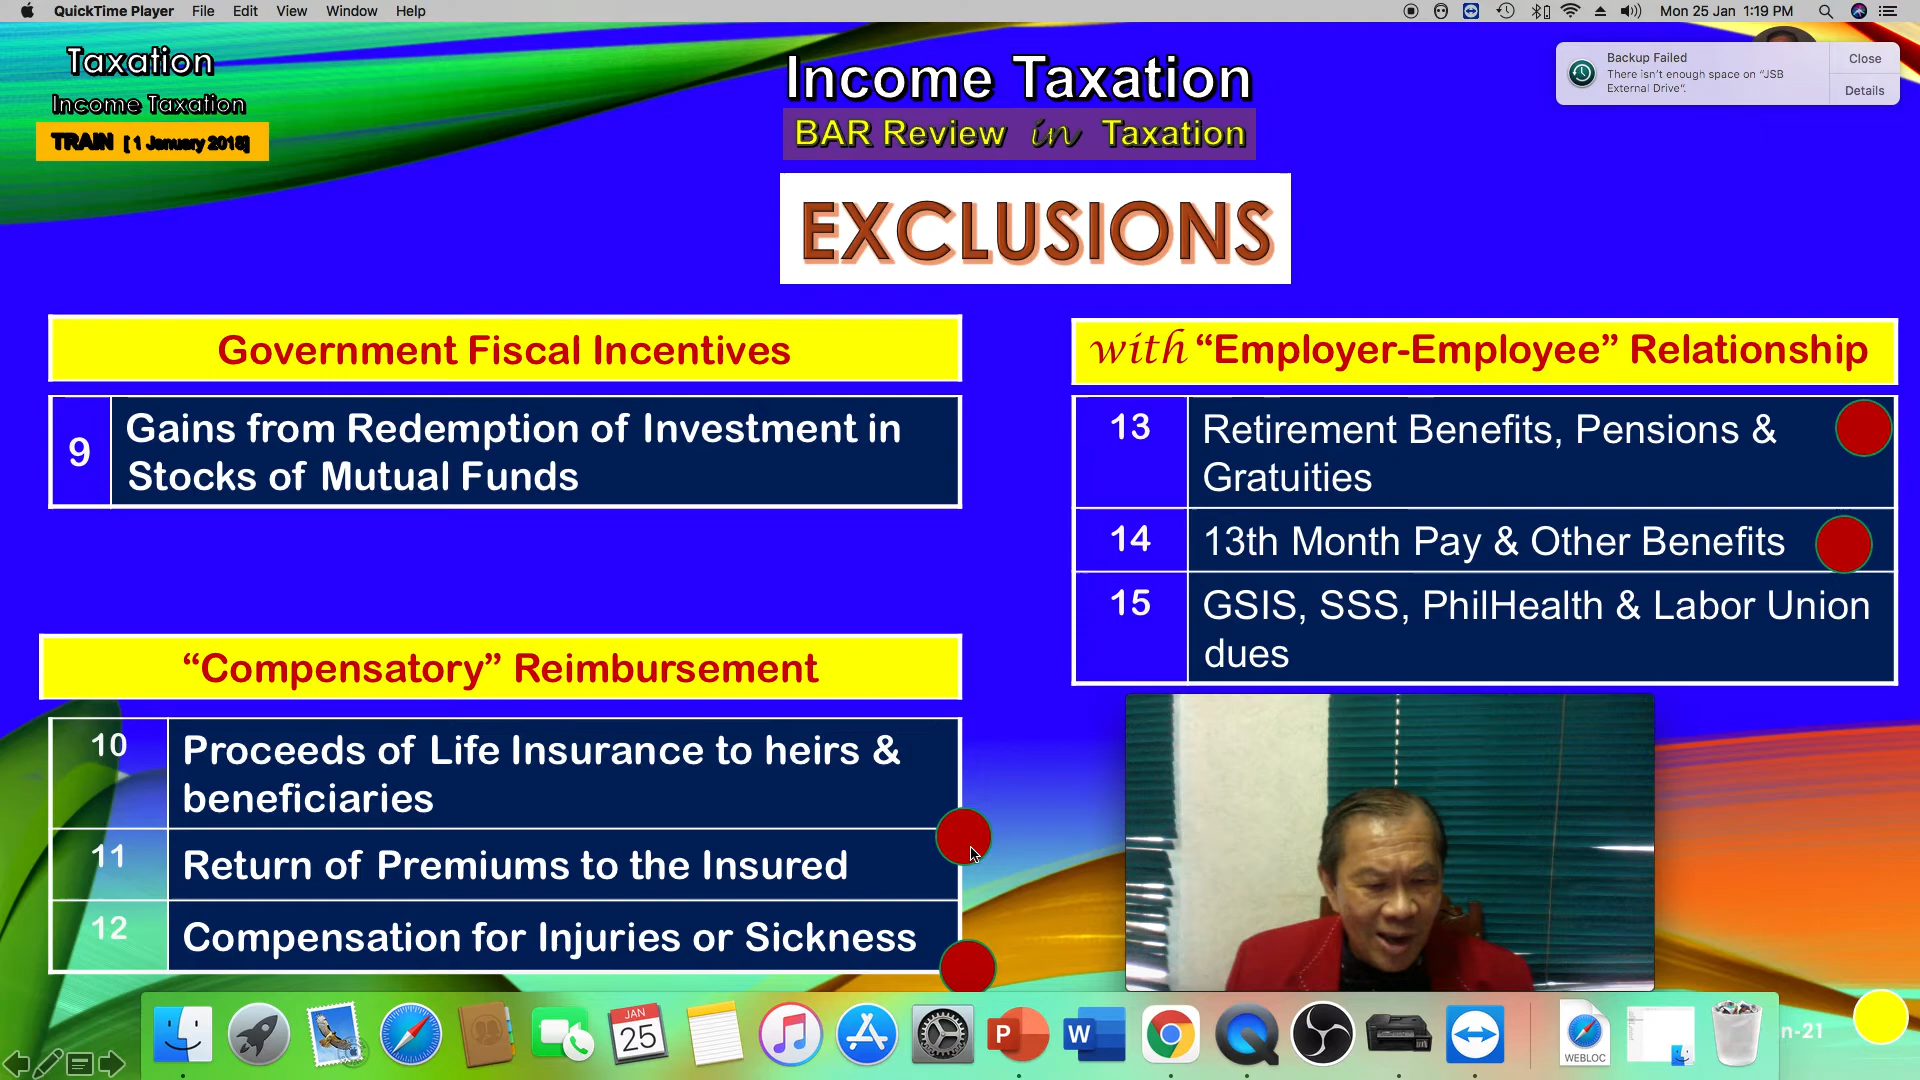 QuickTime Player File Edit View Window Help
Mon 25 Jan 1:19 PM
Taxation
Income Taxation
TRAIN [ 1 January 2018]
Income Taxation
BAR Review in Taxation
Backup Failed
There isn't enough space on “JSB
External Drive”.
Close
Details
EXCLUSIONS
Government Fiscal Incentives
9 Gains from Redemption of Investment in
Stocks of Mutual Funds
“Compensatory” Reimbursement
10 Proceeds of Life Insurance to heirs &
beneficiaries
11 Return of Premiums to the Insured
12 Compensation for Injuries or Sickness
with “Employer-Employee” Relationship
13 Retirement Benefits, Pensions &
Gratuities
14 13th Month Pay & Other Benefits
15 GSIS, SSS, PhilHealth & Labor Union
dues
JAN
25
P
W
WEBLOC
n-21